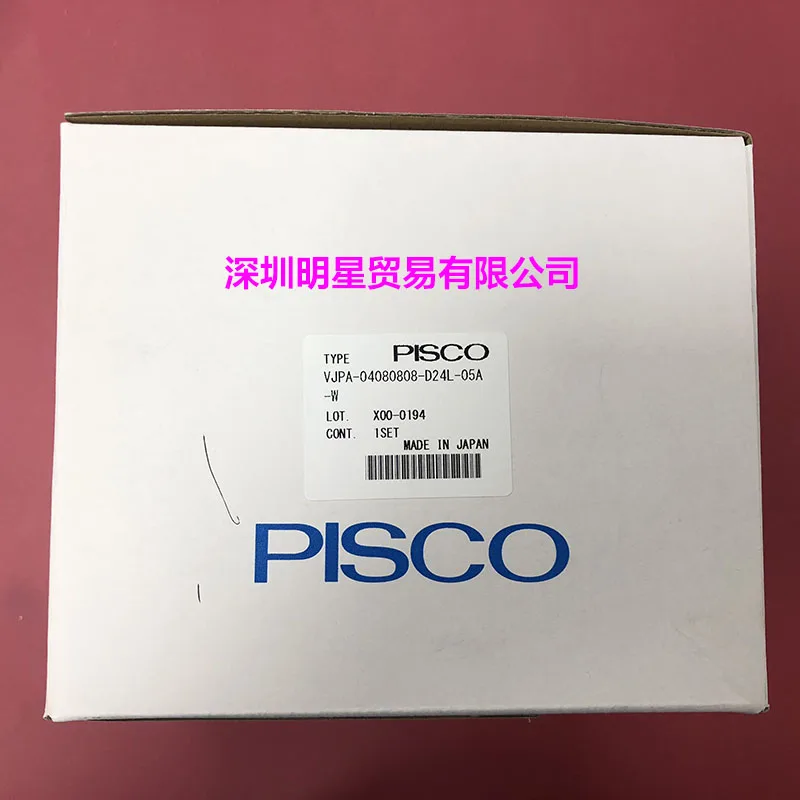 深圳明星贸易有限公司
TYPE PISCO
VJPA-04080808-D24L-05A
-W
LOT. X00-0194
CONT. 1SET
MADE IN JAPAN
PISCO